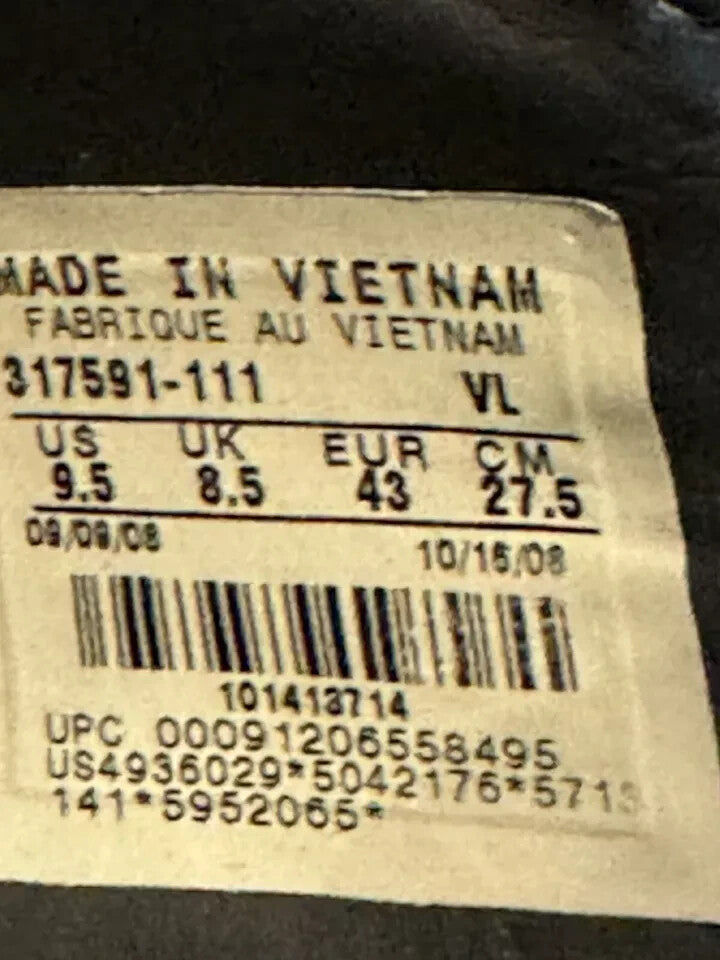 MADE IN VIETNAM
FABRIQUE AU VIETNAM
317591-111 VL
US UK EUR CM
9.5 8.5 43 27.5
09/09/08 10/16/08
101413714
UPC 00091206558495
US4936029*5042176*5713
141*5952065*